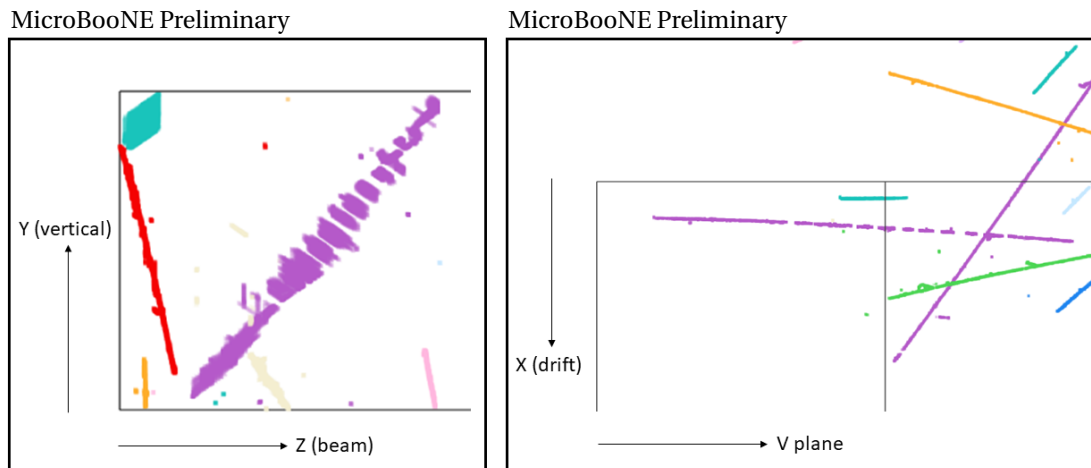 MicroBooNE Preliminary
Y (vertical)
Z (beam)
MicroBooNE Preliminary
X (drift)
V plane